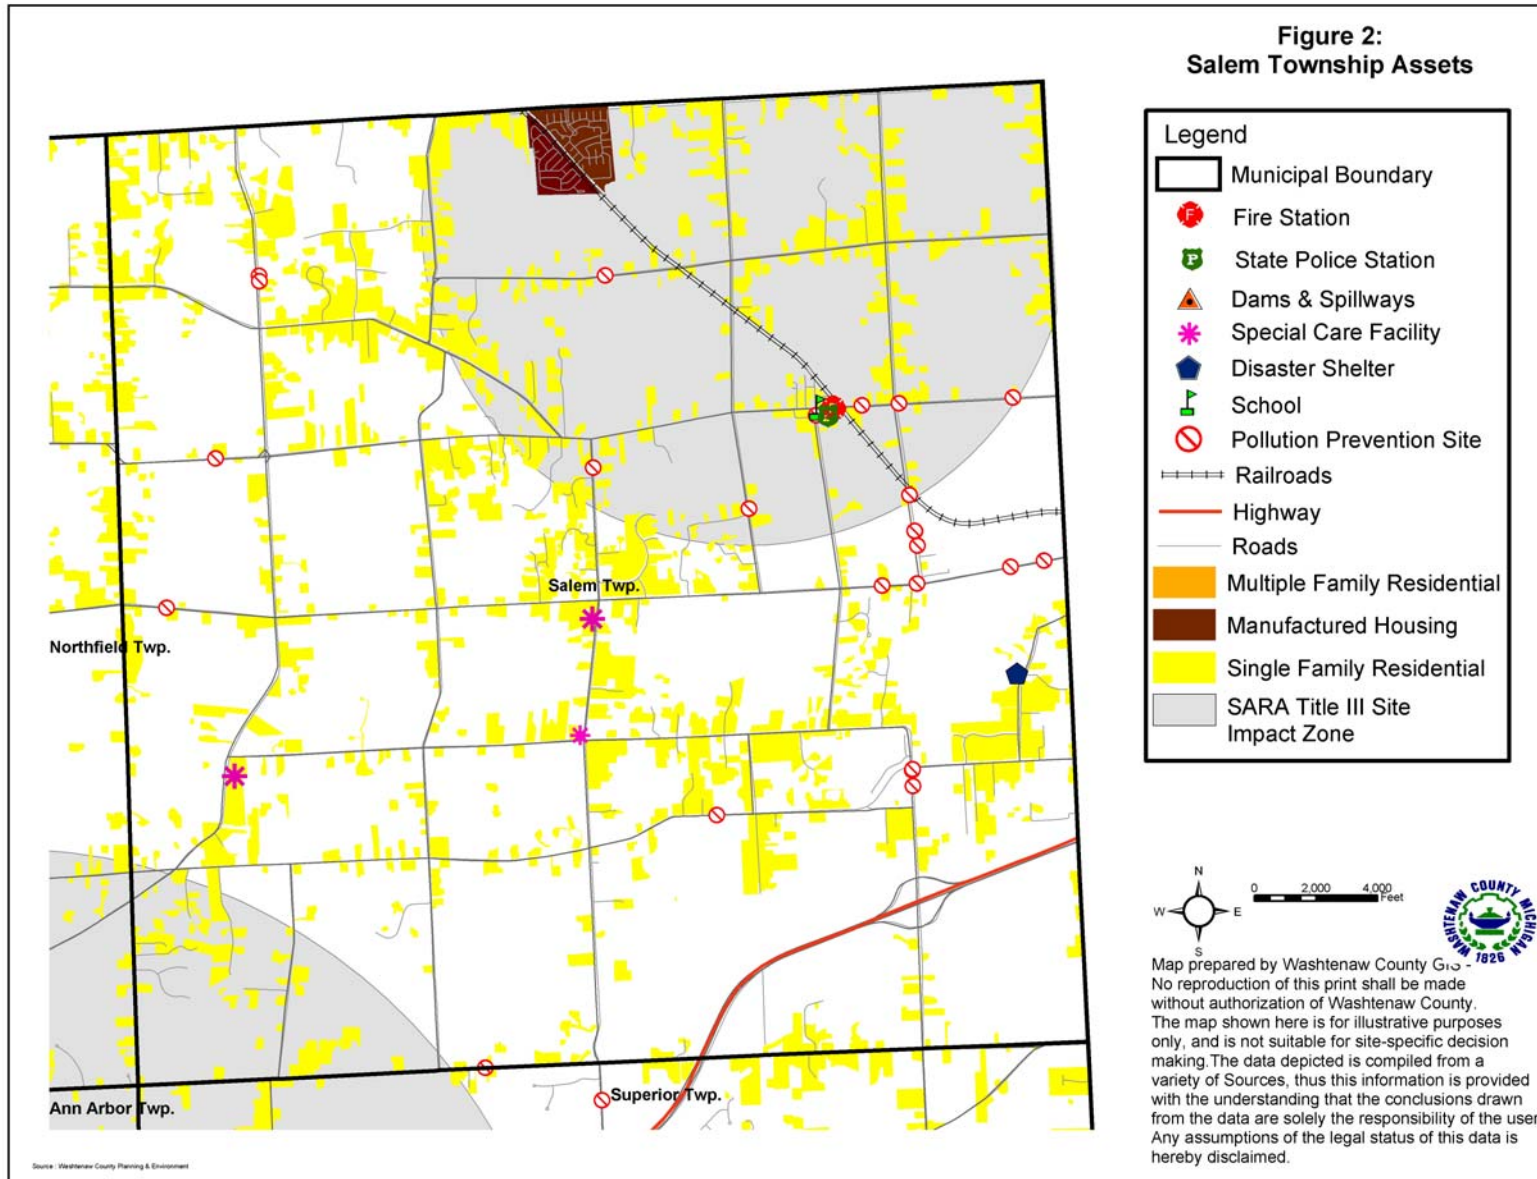 Figure 2:
Salem Township Assets
Legend
Municipal Boundary
F
Fire Station
P
State Police Station
Dams & Spillways
Special Care Facility
Disaster Shelter
School
Pollution Prevention Site
Railroads
Highway
Roads
Multiple Family Residential
Manufactured Housing
Single Family Residential
SARA Title III Site
Impact Zone
Salem Twp.
Northfield Twp.
Superior Twp.
Ann Arbor Twp.
N
W E
S
0 2,000 4,000
Feet
WASHTENAW COUNTY MICHIGAN
1826
Map prepared by Washtenaw County GIS -
No reproduction of this print shall be made
without authorization of Washtenaw County.
The map shown here is for illustrative purposes
only, and is not suitable for site-specific decision
making.The data depicted is compiled from a
variety of Sources, thus this information is provided
with the understanding that the conclusions drawn
from the data are solely the responsibility of the user
Any assumptions of the legal status of this data is
hereby disclaimed.
Source : Washtenaw County Planning & Environment